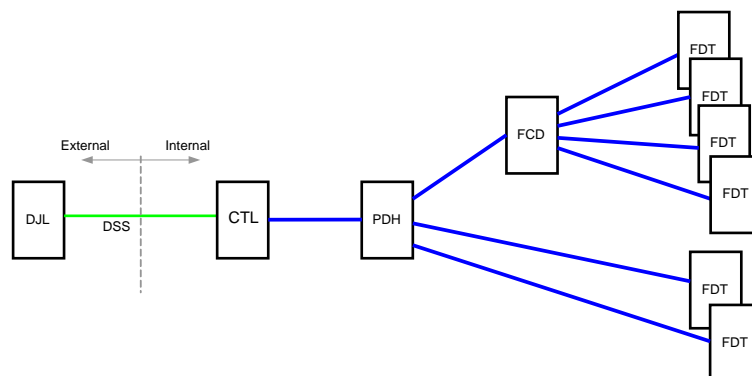 FDT
FDT
FCD
FDT
External
Internal
FDT
DJL
DSS
CTL
PDH
FDT
FDT